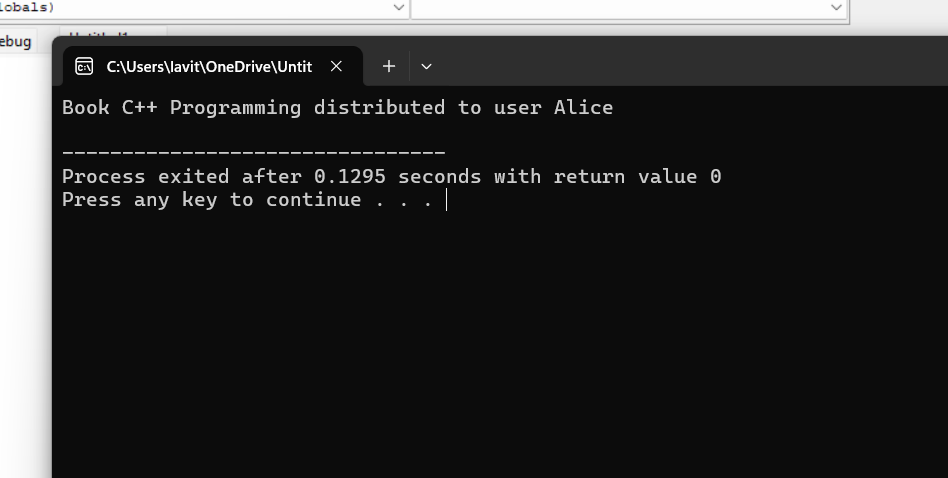 lobals)
ebug
C:\Users\lavit\OneDrive\Untit
Book C++ Programming distributed to user Alice
--------------------------------
Process exited after 0.1295 seconds with return value 0
Press any key to continue . . .